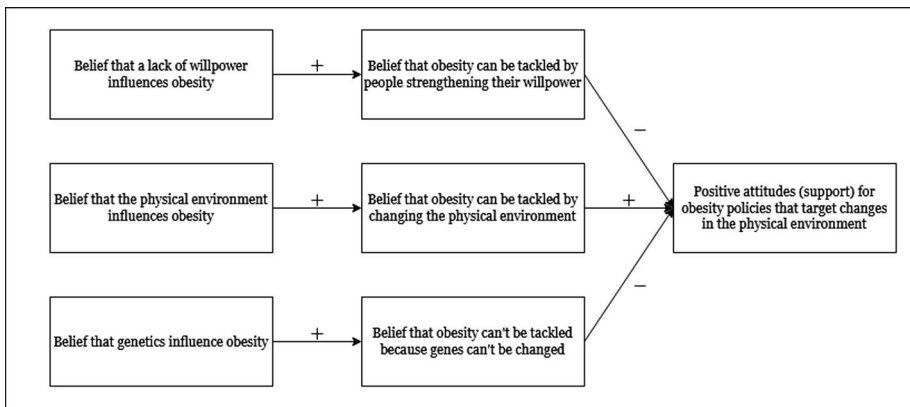 Belief that a lack of willpower
influences obesity
+
Belief that obesity can be tackled by
people strengthening their willpower
−
Belief that the physical environment
influences obesity
+
Belief that obesity can be tackled by
changing the physical environment
+
Positive attitudes (support) for
obesity policies that target changes
in the physical environment
Belief that genetics influence obesity
+
Belief that obesity can't be tackled
because genes can't be changed
−